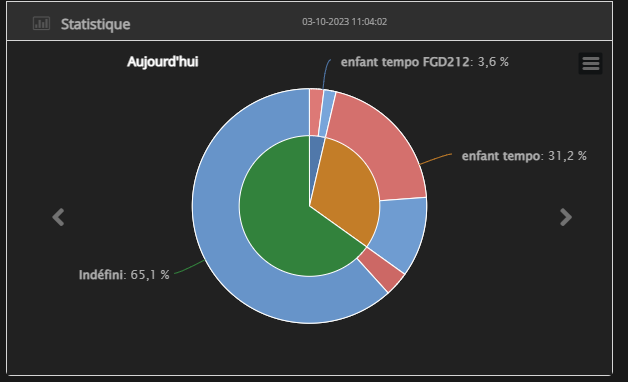 Statistique
03-10-2023 11:04:02
Aujourd'hui
enfant tempo FGD212: 3,6 %
enfant tempo: 31,2 %
Indéfini: 65,1 %